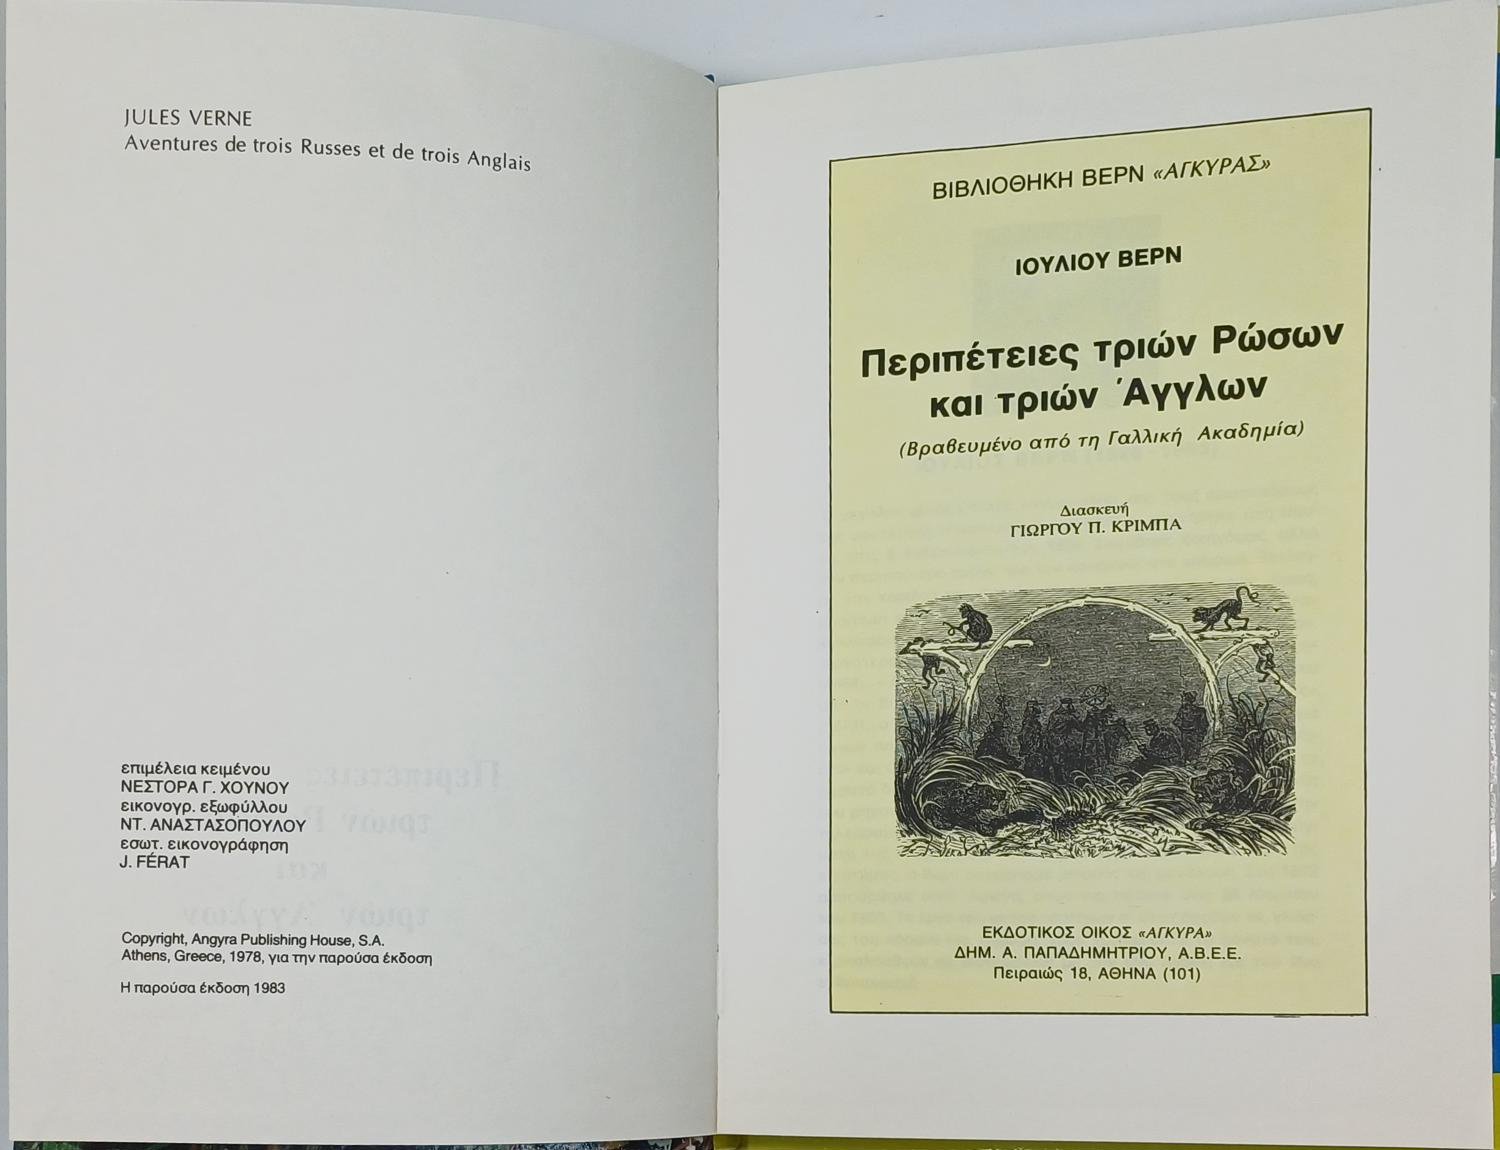 JULES VERNE
Aventures de trois Russes et de trois Anglais
επιμέλεια κειμένου
ΝΕΣΤΟΡΑ Γ. ΧΟΥΝΟΥ
εικονογρ. εξωφύλλου
ΝΤ. ΑΝΑΣΤΑΣΟΠΟΥΛΟΥ
εσωτ. εικονογράφηση
J. FÉRAT
Copyright, Angyra Publishing House, S.A.
Athens, Greece, 1978, για την παρούσα έκδοση
Η παρούσα έκδοση 1983
ΒΙΒΛΙΟΘΗΚΗ ΒΕΡΝ «ΑΓΚΥΡΑΣ»
ΙΟΥΛΙΟΥ ΒΕΡΝ
Περιπέτειες τριών Ρώσων
και τριών Άγγλων
(Βραβευμένο από τη Γαλλική Ακαδημία)
Διασκευή
ΓΙΩΡΓΟΥ Π. ΚΡΙΜΠΑ
ΕΚΔΟΤΙΚΟΣ ΟΙΚΟΣ «ΑΓΚΥΡΑ»
ΔΗΜ. Α. ΠΑΠΑΔΗΜΗΤΡΙΟΥ, Α.Β.Ε.Ε.
Πειραιώς 18, ΑΘΗΝΑ (101)